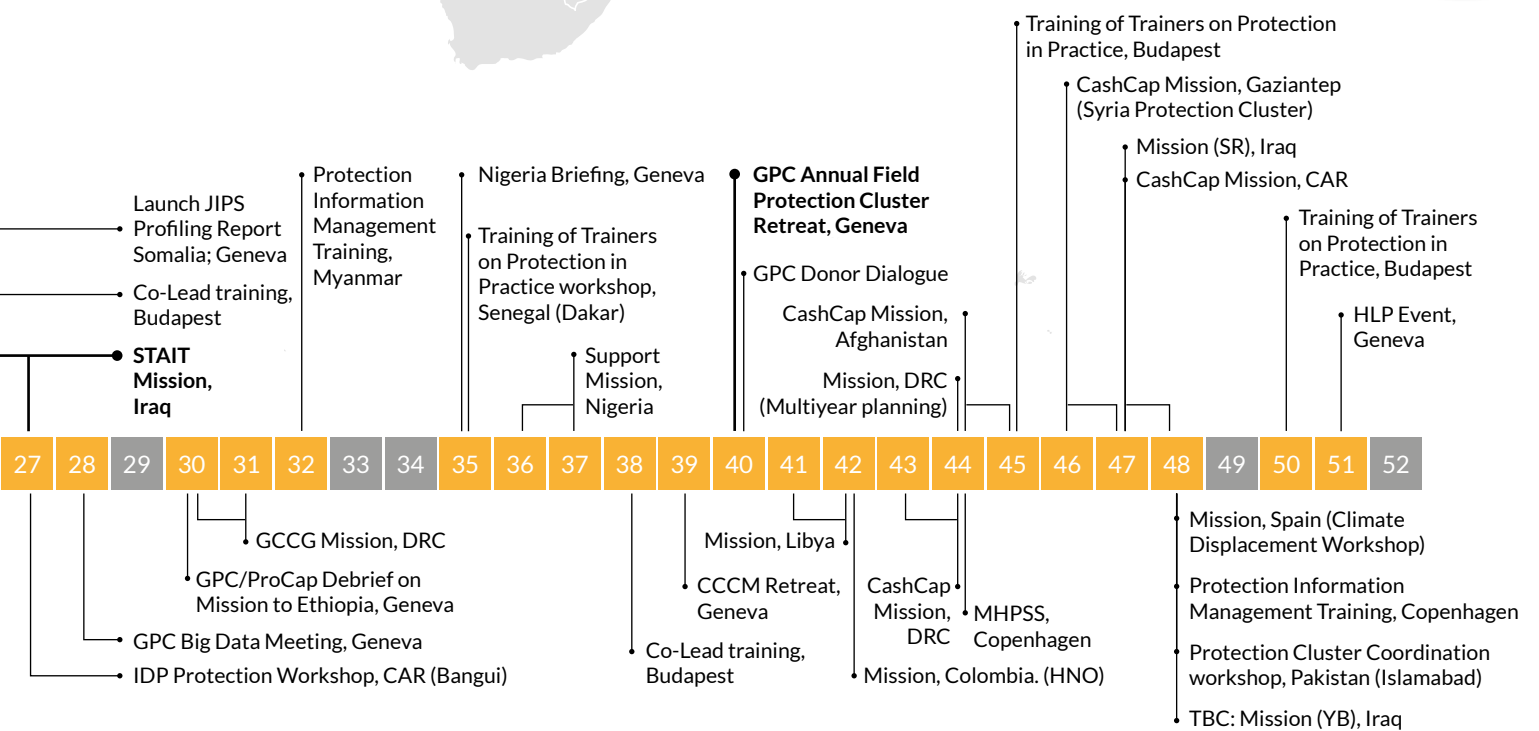 Training of Trainers on Protection
in Practice, Budapest
CashCap Mission, Gaziantep
(Syria Protection Cluster)
Mission (SR), Iraq
CashCap Mission, CAR
Launch JIPS
Profiling Report
Somalia; Geneva
Co-Lead training,
Budapest
STAIT
Mission,
Iraq
Protection
Information
Management
Training,
Myanmar
Nigeria Briefing, Geneva
Training of Trainers
on Protection in
Practice workshop,
Senegal (Dakar)
Support
Mission,
Nigeria
GPC Annual Field
Protection Cluster
Retreat, Geneva
GPC Donor Dialogue
CashCap Mission,
Afghanistan
Mission, DRC
(Multiyear planning)
Training of Trainers
on Protection in
Practice, Budapest
HLP Event,
Geneva
27 28 29 30 31 32 33 34 35 36 37 38 39 40 41 42 43 44 45 46 47 48 49 50 51 52
GCCG Mission, DRC
GPC/ProCap Debrief on
Mission to Ethiopia, Geneva
GPC Big Data Meeting, Geneva
IDP Protection Workshop, CAR (Bangui)
Co-Lead training,
Budapest
CCCM Retreat,
Geneva
Mission, Libya
Mission, Colombia. (HNO)
CashCap
Mission,
DRC
MHPSS,
Copenhagen
Mission, Spain (Climate
Displacement Workshop)
Protection Information
Management Training, Copenhagen
Protection Cluster Coordination
workshop, Pakistan (Islamabad)
TBC: Mission (YB), Iraq